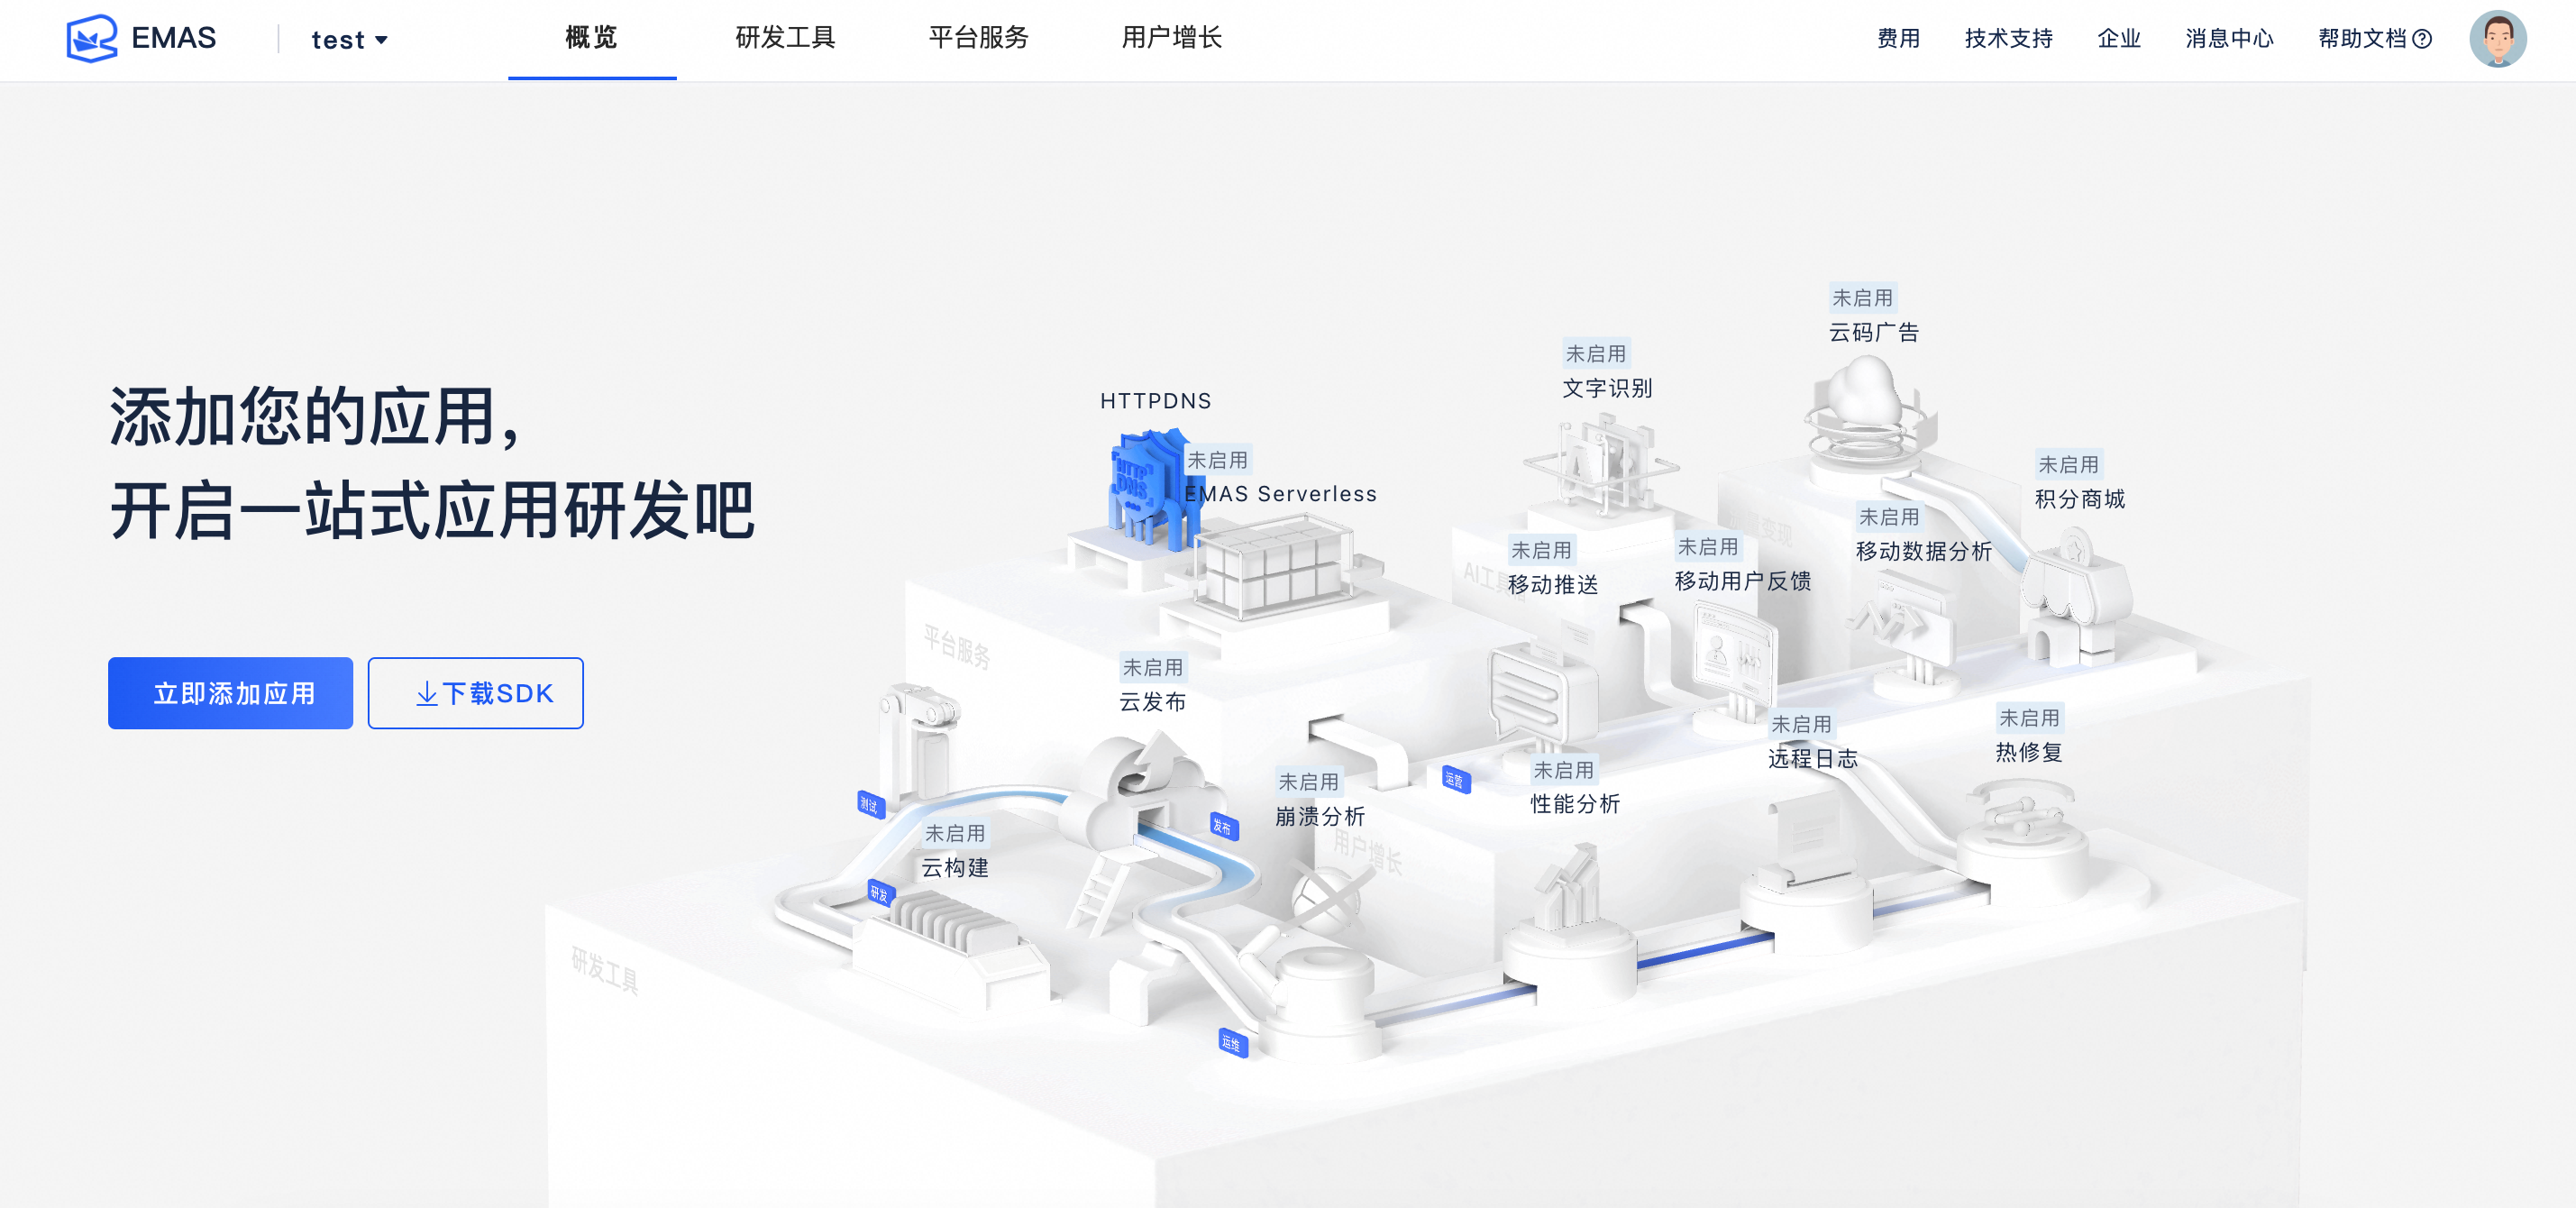 EMAS
test
概览
研发工具
平台服务
用户增长
费用
技术支持
企业
消息中心
帮助文档
添加您的应用，
开启一站式应用研发吧
立即添加应用
下载SDK
未启用
云码广告
未启用
文字识别
HTTPDNS
HTTP
DNS
未启用
EMAS Serverless
未启用
积分商城
未启用
移动数据分析
未启用
移动推送
未启用
移动用户反馈
变现
AI工具
平台服务
未启用
云发布
未启用
远程日志
未启用
热修复
未启用
崩溃分析
运营
未启用
性能分析
测试
发布
未启用
云构建
用户增长
研发
研发工具
运维